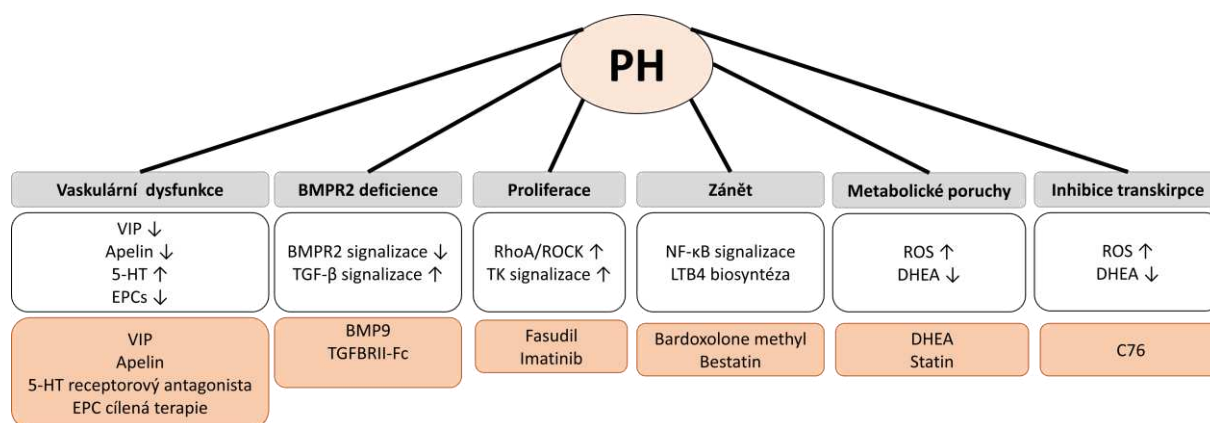 PH
Vaskulární dysfunkce
VIP ↓
Apelin ↓
5-HT ↑
EPCs ↓
VIP
Apelin
5-HT receptorový antagonista
EPC cílená terapie
BMPR2 deficience
BMPR2 signalizace ↓
TGF-β signalizace ↑
BMP9
TGFBRII-Fc
Proliferace
RhoA/ROCK ↑
TK signalizace ↑
Fasudil
Imatinib
Zánět
NF-κB signalizace
LTB4 biosyntéza
Bardoxolone methyl
Bestatin
Metabolické poruchy
ROS ↑
DHEA ↓
DHEA
Statin
Inhibice transkirpce
ROS ↑
DHEA ↓
C76